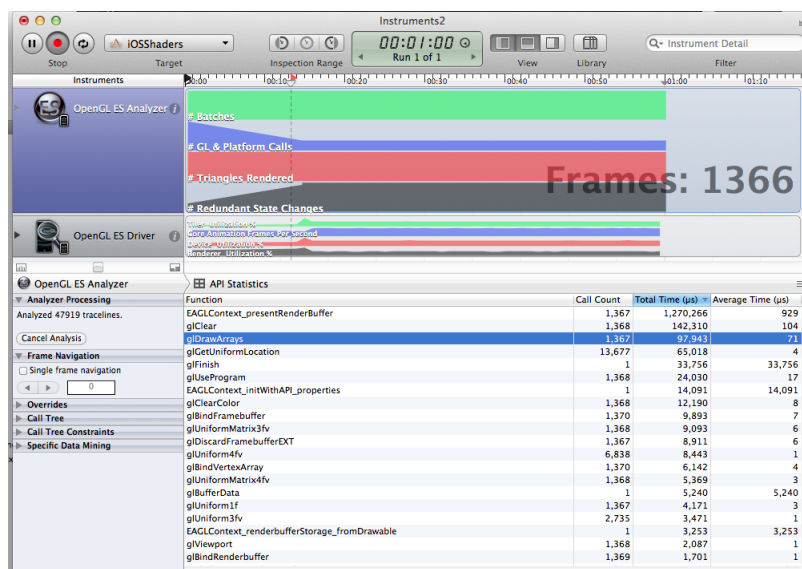 Instruments2
iOSShaders
00:01:00
Run 1 of 1
Instrument Detail
Stop
Target
Inspection Range
View
Library
Filter
Instruments
00:00 00:10 00:20 00:30 00:40 00:50 01:00 01:10
ES OpenGL ES Analyzer
# Batches
# GL & Platform Calls
# Triangles Rendered
Frames: 1366
# Redundant State Changes
OpenGL ES Driver
Tiler Utilization %
Core Animation Frames Per Second
Device Utilization %
Renderer Utilization %
OpenGL ES Analyzer API Statistics
Analyzer Processing
Analyzed 47919 tracelines.
Cancel Analysis
Frame Navigation
Single frame navigation
0
Overrides
Call Tree
Call Tree Constraints
Specific Data Mining
Function Call Count Total Time (µs) Average Time (µs)
EAGLContext_presentRenderBuffer 1,367 1,270,266 929
glClear 1,368 142,310 104
glDrawArrays 1,367 97,943 71
glGetUniformLocation 13,677 65,018 4
glFinish 1 33,756 33,756
glUseProgram 1,368 24,030 17
EAGLContext_initWithAPI_properties 1 14,091 14,091
glClearColor 1,368 12,190 8
glBindFramebuffer 1,370 9,893 7
glUniformMatrix3fv 1,368 9,093 6
glDiscardFramebufferEXT 1,367 8,911 6
glUniform4fv 6,838 8,443 1
glBindVertexArray 1,370 6,142 4
glUniformMatrix4fv 1,368 5,369 3
glBufferData 1 5,240 5,240
glUniform1f 1,367 4,171 3
glUniform3fv 2,735 3,471 1
EAGLContext_renderbufferStorage_fromDrawable 1 3,253 3,253
glViewport 1,368 2,087 1
glBindRenderbuffer 1,369 1,701 1